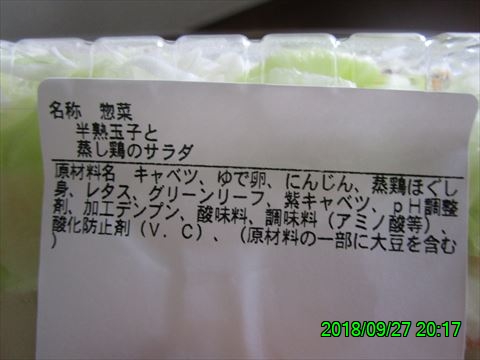 名称 惣菜
半熟玉子と
蒸し鶏のサラダ
原材料名 キャベツ、ゆで卵、にんじん、蒸鶏ほぐし
身、レタス、グリーンリーフ、紫キャベツ、pH調整
剤、加工デンプン、酸味料、調味料(アミノ酸等)、
酸化防止剤(V.C)、(原材料の一部に大豆を含む
)
2018/09/27 20:17